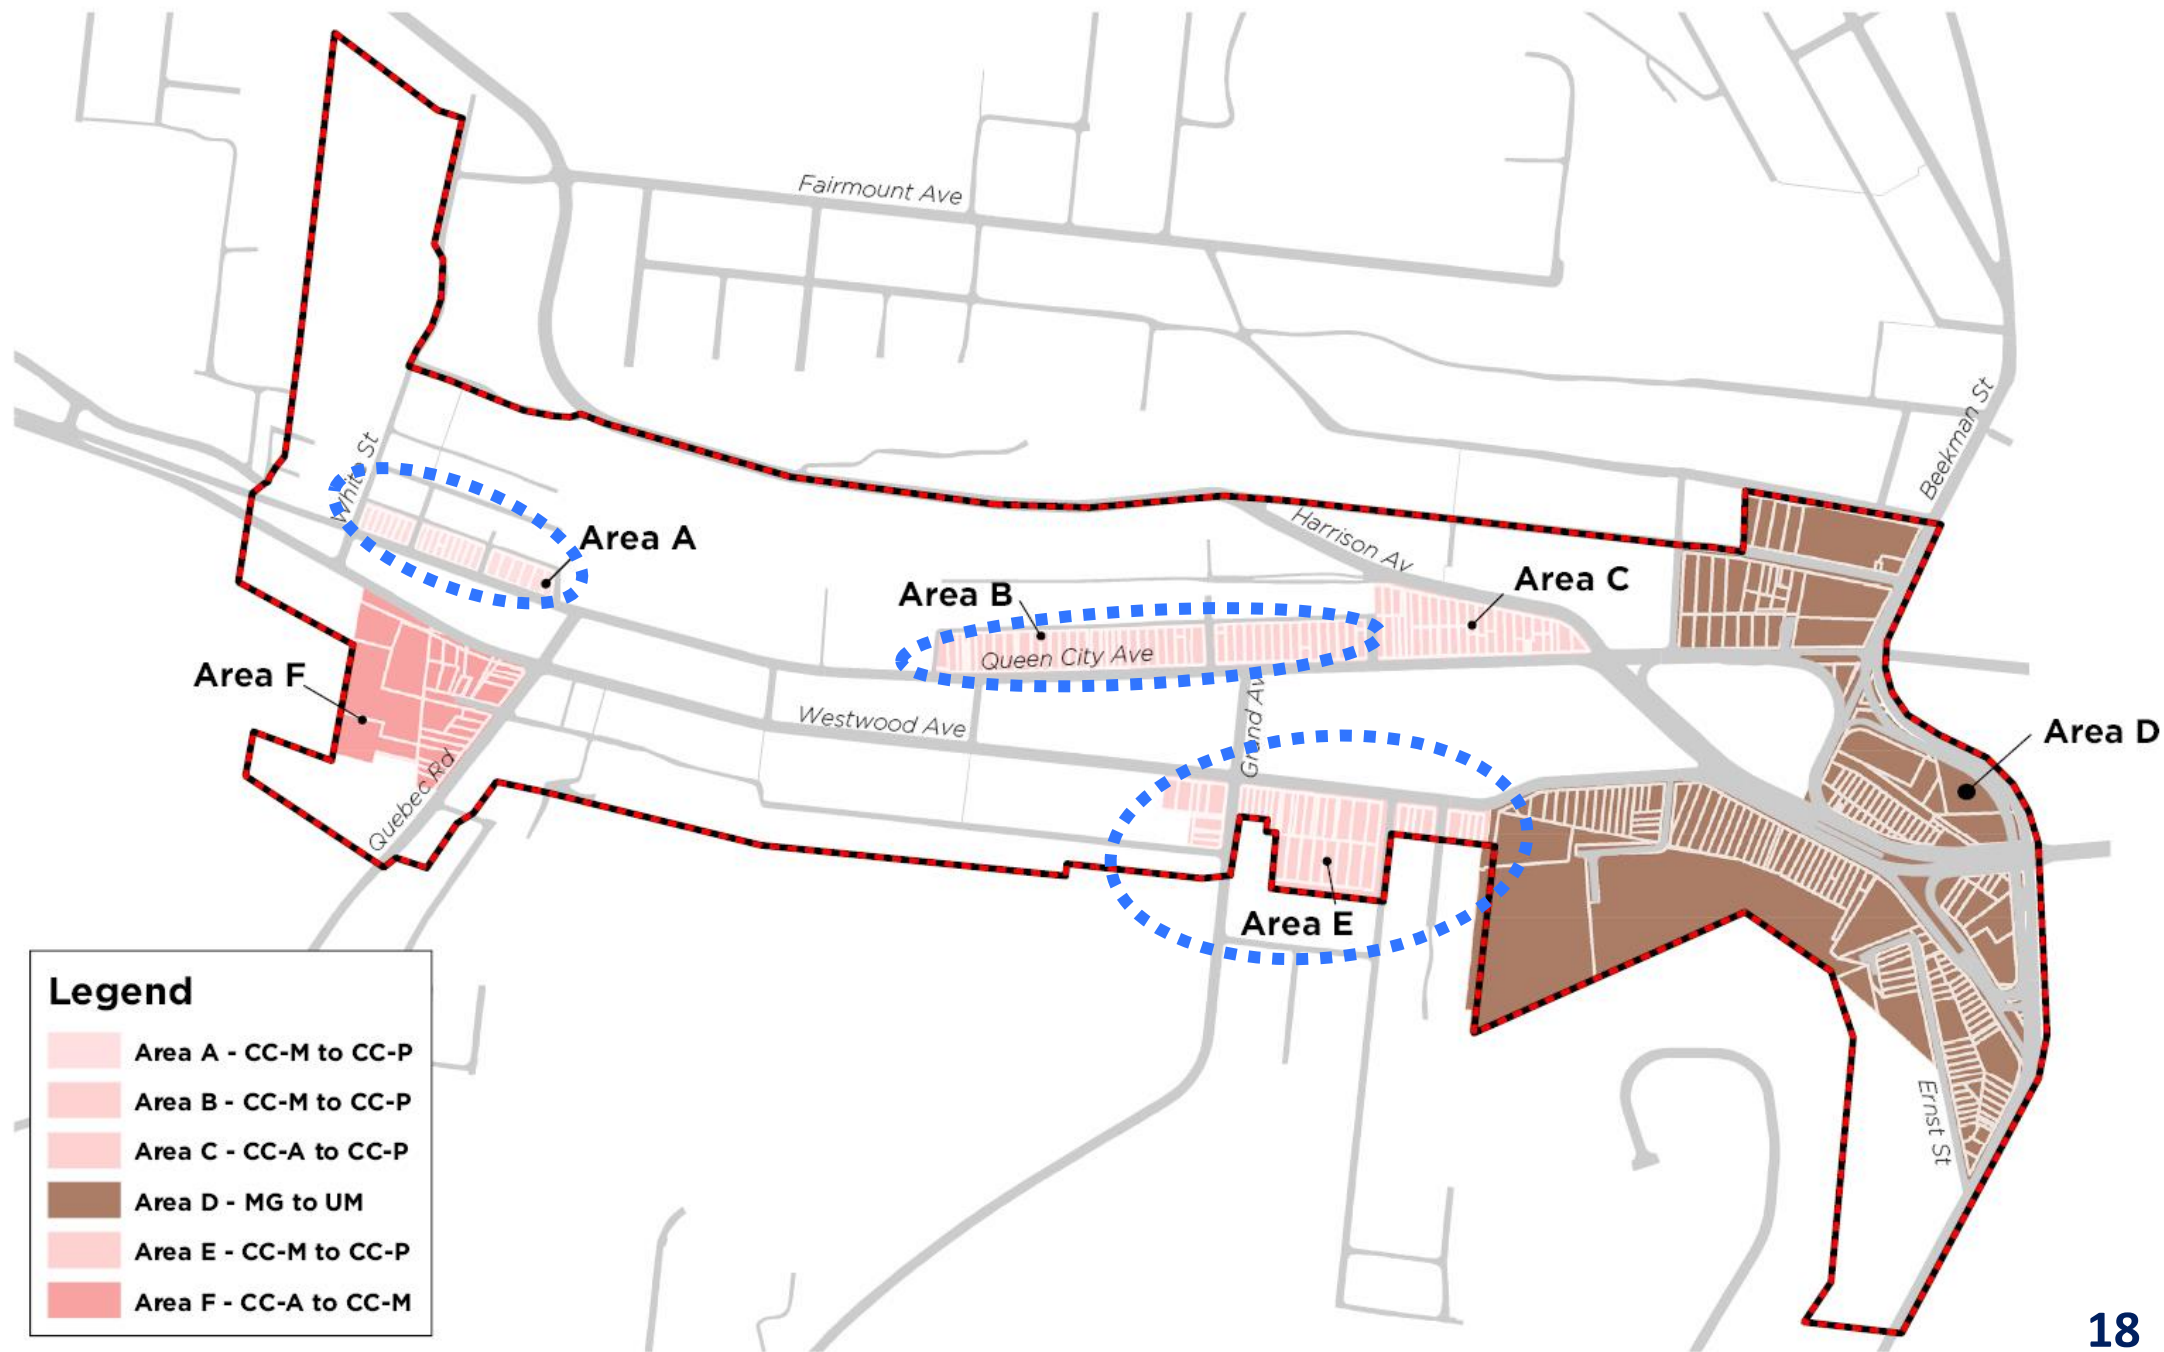 Fairmount Ave
Beekman St
White St
Harrison Av
Area A
Area B
Area C
Queen City Ave
Area F
Grand Av
Westwood Ave
Area D
Quebec Rd
Area E
Ernst St
Legend
Area A - CC-M to CC-P
Area B - CC-M to CC-P
Area C - CC-A to CC-P
Area D - MG to UM
Area E - CC-M to CC-P
Area F - CC-A to CC-M
18